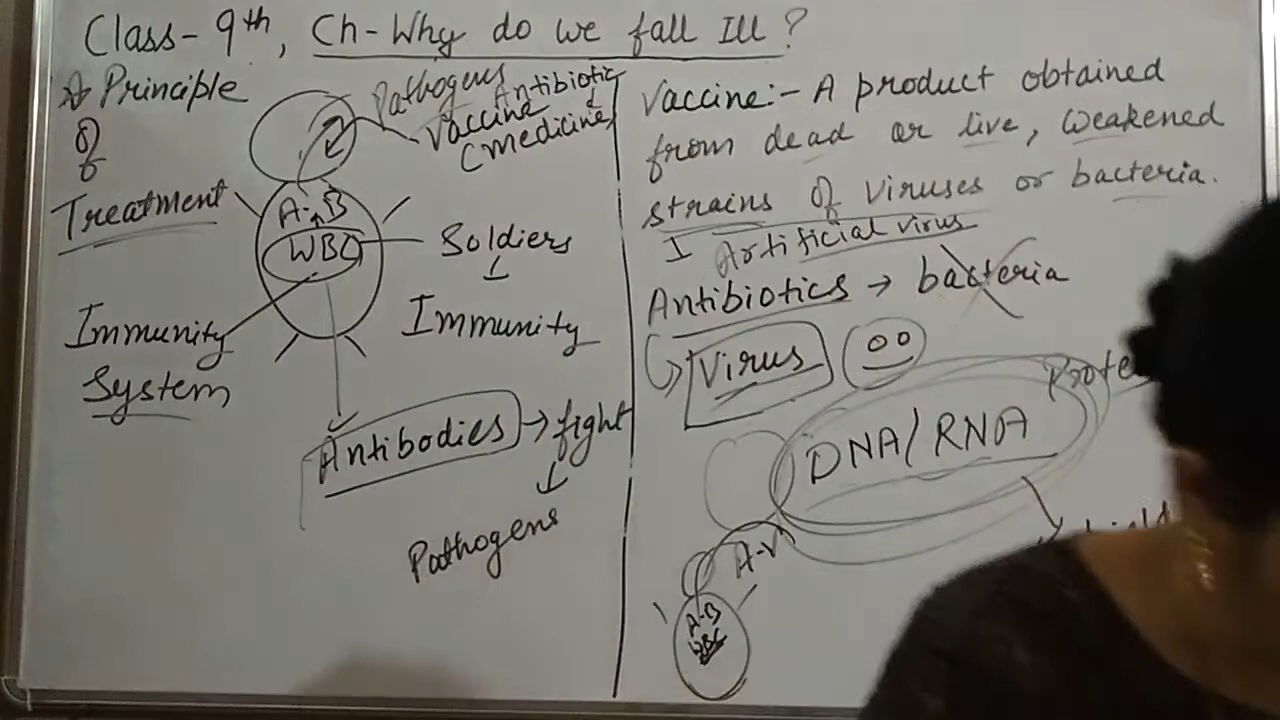 Class- 9th, Ch- Why do we fall Ill ?
Principle
Of
Treatment
Pathogens
Antibiotic
Vaccine
(medicine)
A-B
WBC
Soldiers
Immunity
Immunity
System
Antibodies → fight
Pathogens
Vaccine:- A product obtained
from dead or live, weakened
strains of viruses or bacteria.
Artificial virus
Antibiotics → bacteria
Virus
DNA/RNA
A-V
A-B
WBC